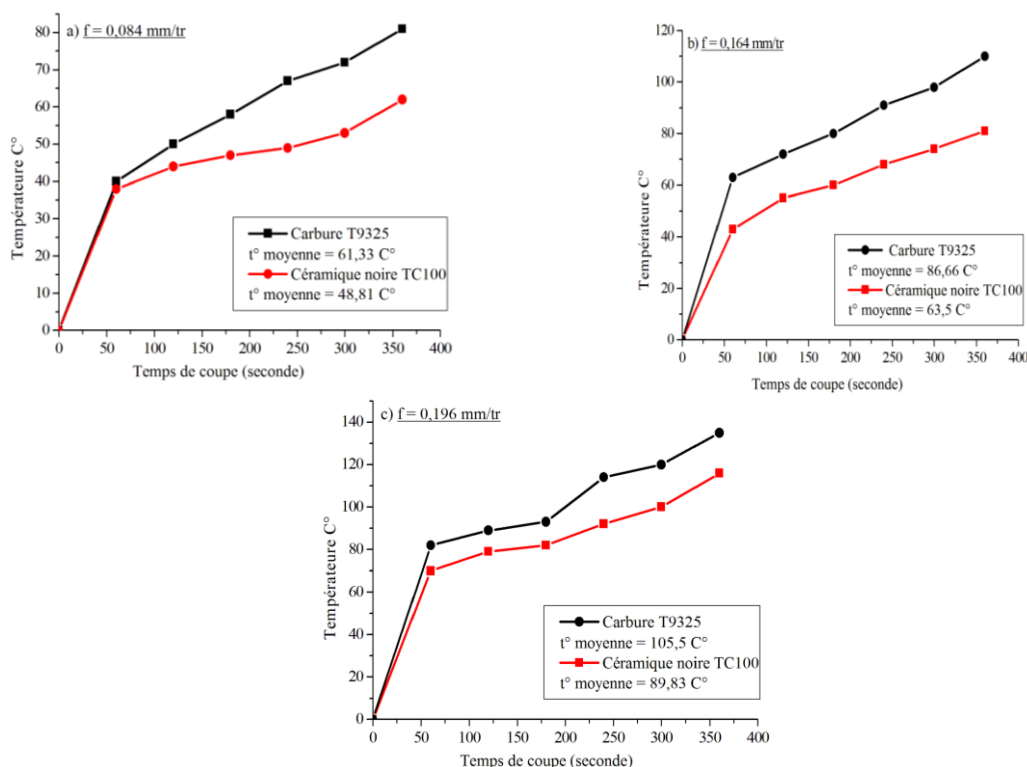 a) f = 0,084 mm/tr
80
70
60
50
40
30
20
10
0
Températeure C°
Carbure T9325
t° moyenne = 61,33 C°
Céramique noire TC100
t° moyenne = 48,81 C°
0 50 100 150 200 250 300 350 400
Temps de coupe (seconde)
b) f = 0,164 mm/tr
120
100
80
60
40
20
0
Températeure C°
Carbure T9325
t° moyenne = 86,66 C°
Céramique noire TC100
t° moyenne = 63,5 C°
0 50 100 150 200 250 300 350 400
Temps de coupe (seconde)
c) f = 0,196 mm/tr
140
120
100
80
60
40
20
0
Températeure C°
Carbure T9325
t° moyenne = 105,5 C°
Céramique noire TC100
t° moyenne = 89,83 C°
0 50 100 150 200 250 300 350 400
Temps de coupe (seconde)